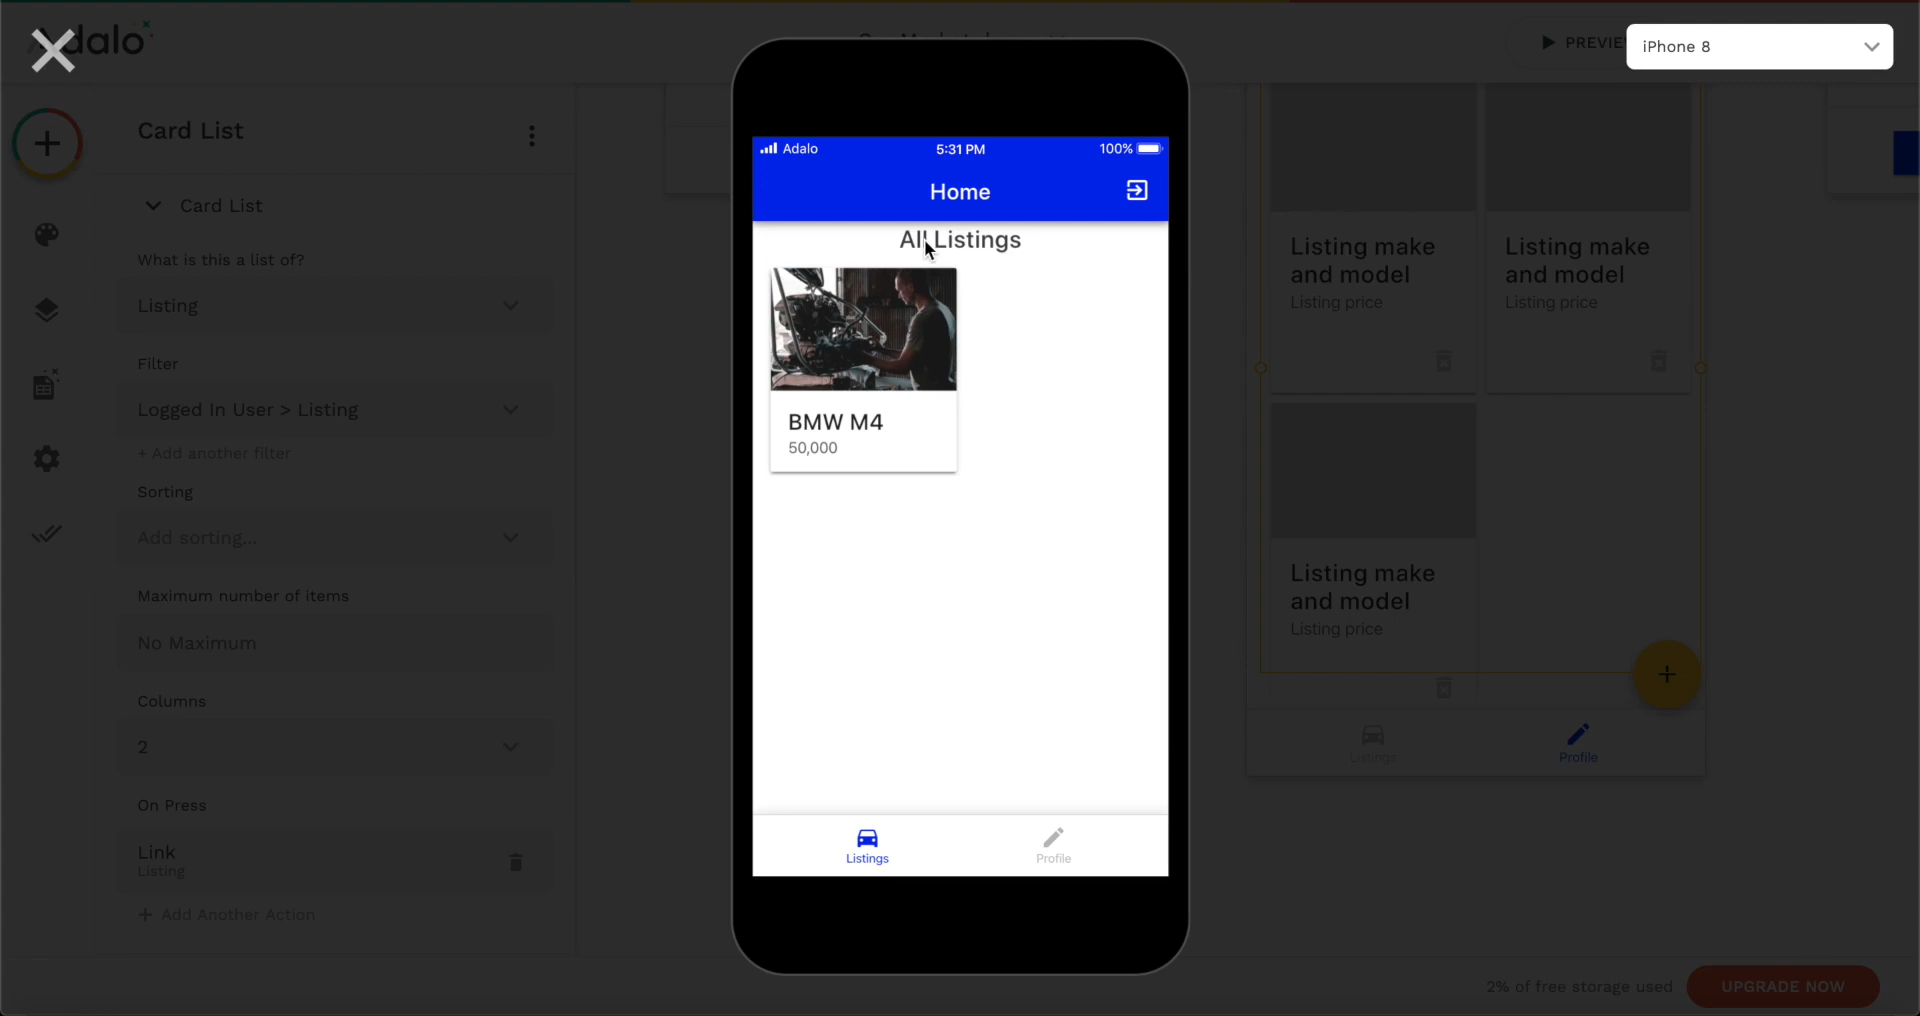 Adalo
PREVIE
iPhone 8
Card List
Card List
What is this a list of?
Listing
Filter
Logged In User > Listing
+ Add another filter
Sorting
Add sorting...
Maximum number of items
No Maximum
Columns
2
On Press
Link
Listing
+ Add Another Action
Adalo
5:31 PM
100%
Home
All Listings
BMW M4
50,000
Listings
Profile
Listing make
and model
Listing price
Listing make
and model
Listing price
Listing make
and model
Listing price
Listings
Profile
2% of free storage used
UPGRADE NOW